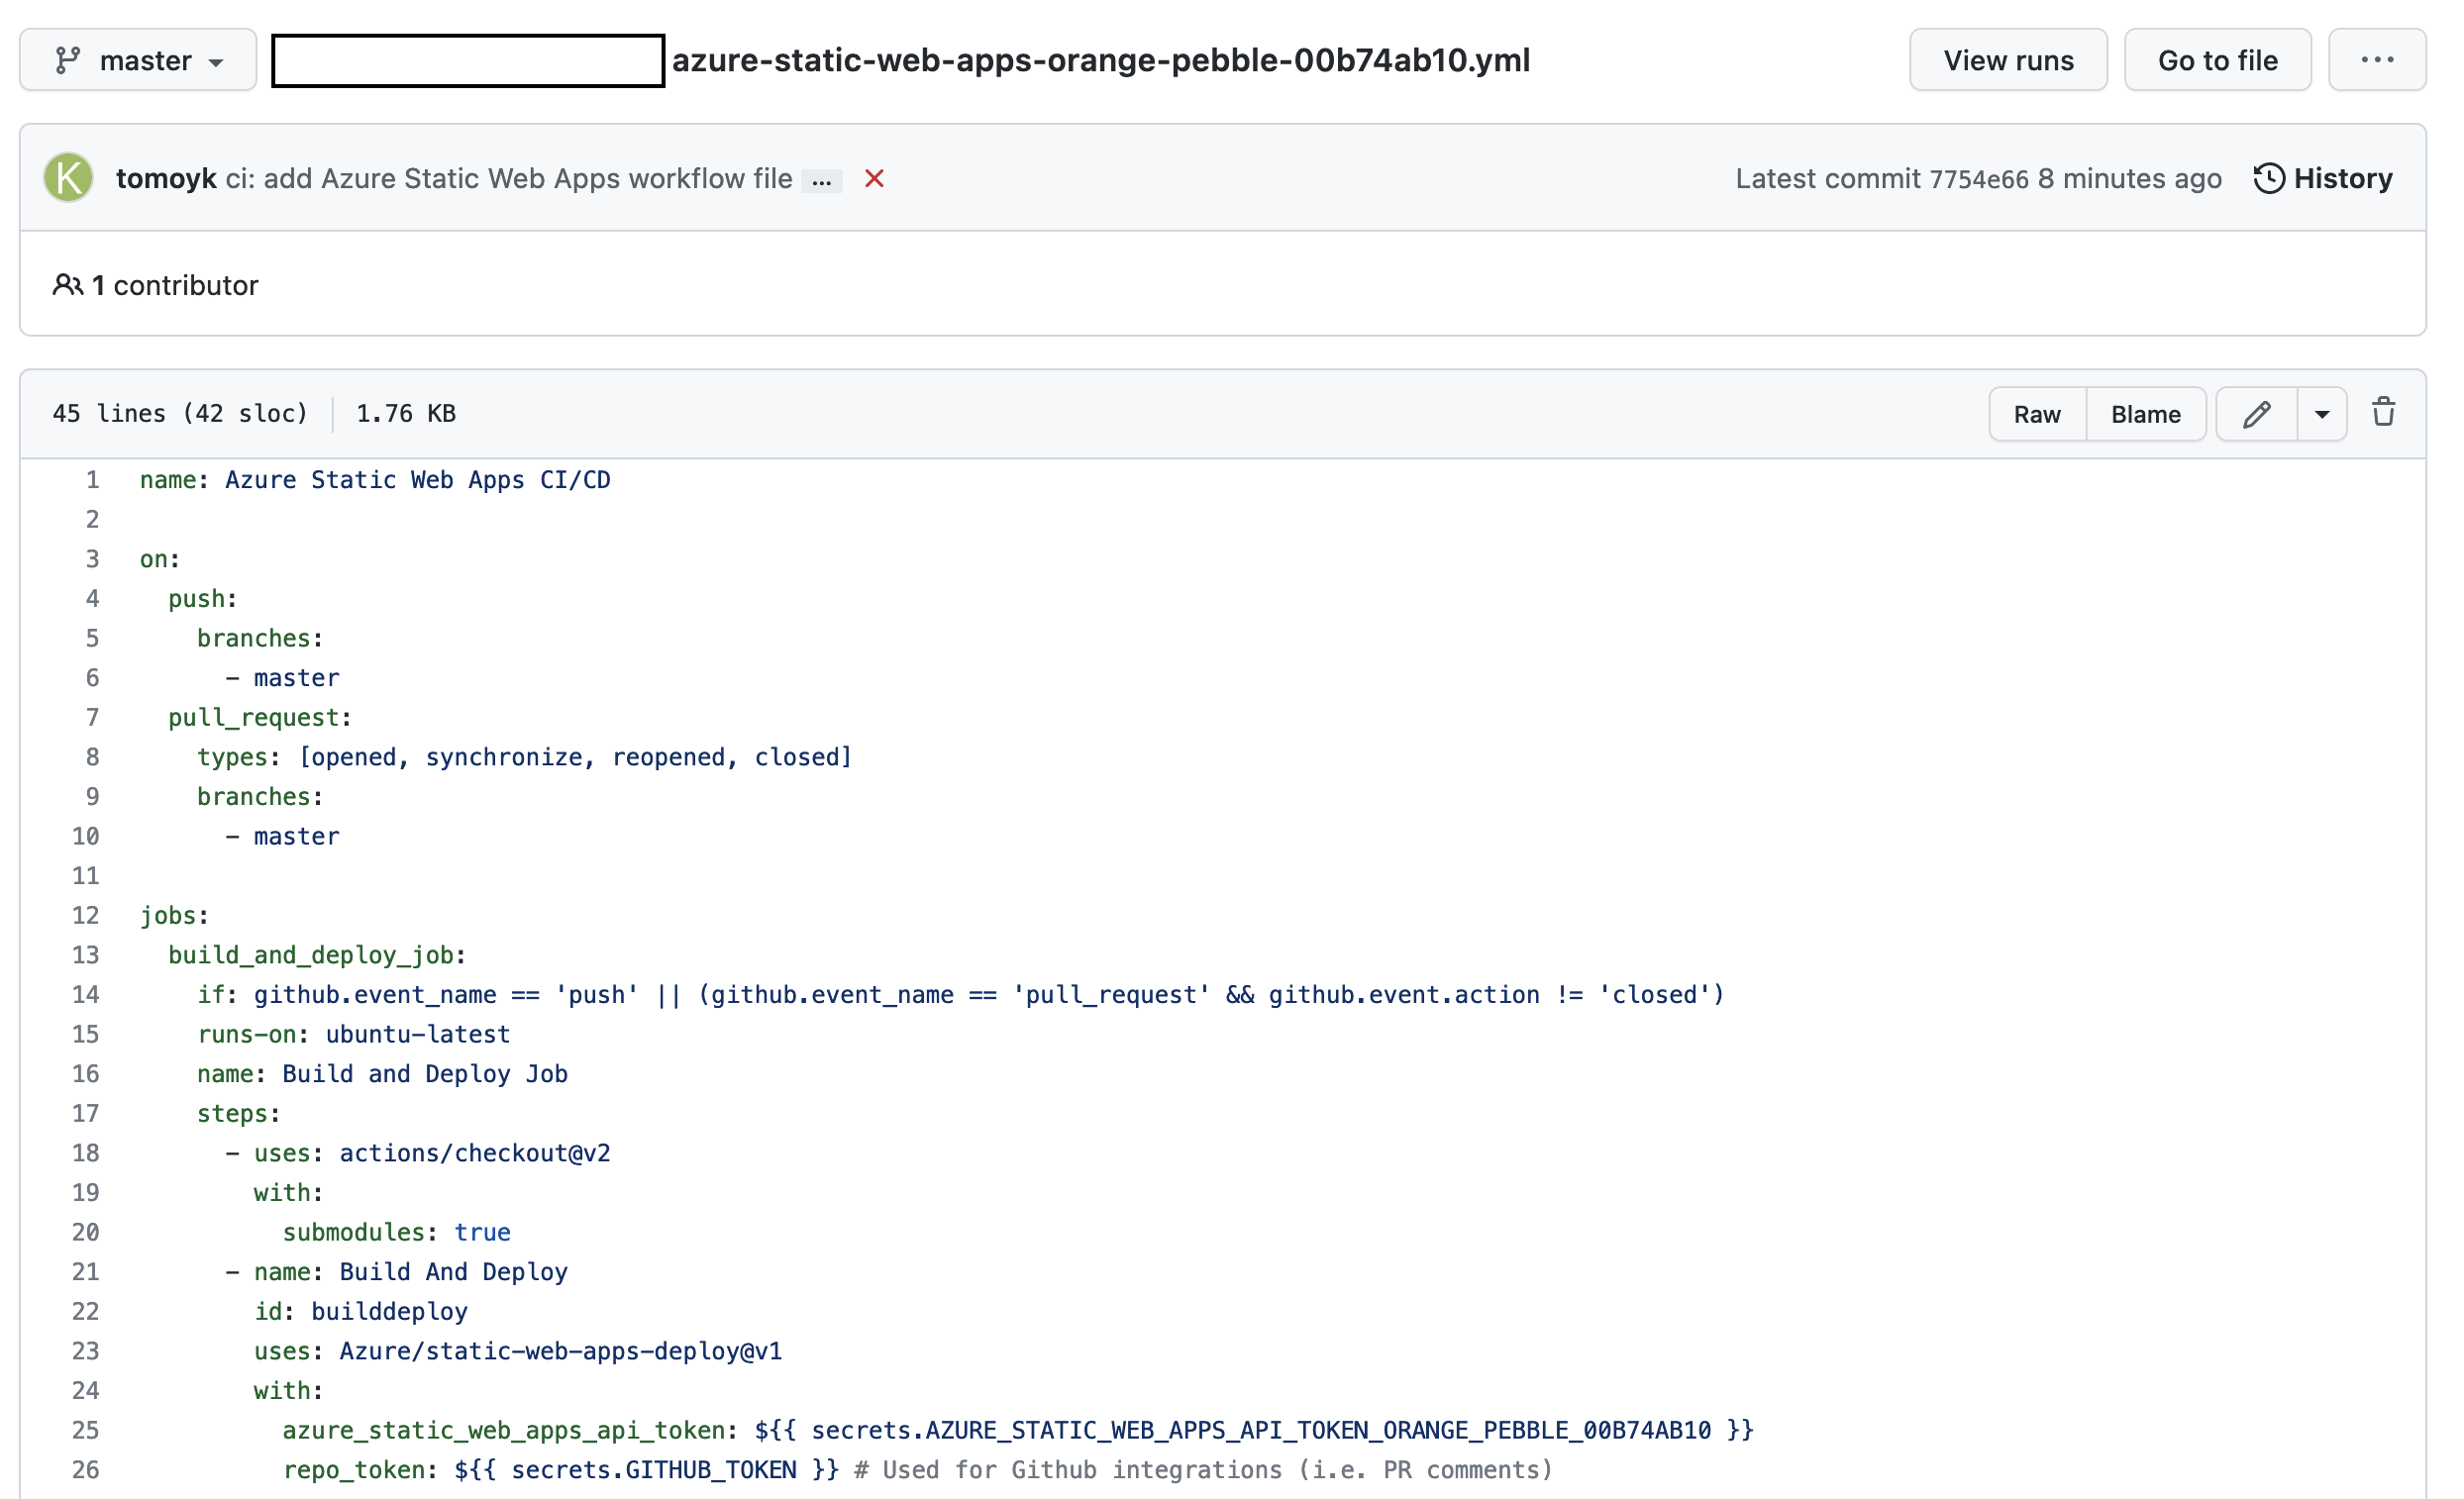 master azure-static-web-apps-orange-pebble-00b74ab10.yml View runs Go to file ...
K tomoyk ci: add Azure Static Web Apps workflow file ... Latest commit 7754e66 8 minutes ago History
1 contributor
45 lines (42 sloc) 1.76 KB Raw Blame
1 name: Azure Static Web Apps CI/CD
2
3 on:
4   push:
5     branches:
6       - master
7   pull_request:
8     types: [opened, synchronize, reopened, closed]
9     branches:
10       - master
11
12 jobs:
13   build_and_deploy_job:
14     if: github.event_name == 'push' || (github.event_name == 'pull_request' && github.event.action != 'closed')
15     runs-on: ubuntu-latest
16     name: Build and Deploy Job
17     steps:
18       - uses: actions/checkout@v2
19         with:
20           submodules: true
21       - name: Build And Deploy
22         id: builddeploy
23         uses: Azure/static-web-apps-deploy@v1
24         with:
25           azure_static_web_apps_api_token: ${{ secrets.AZURE_STATIC_WEB_APPS_API_TOKEN_ORANGE_PEBBLE_00B74AB10 }}
26           repo_token: ${{ secrets.GITHUB_TOKEN }} # Used for Github integrations (i.e. PR comments)